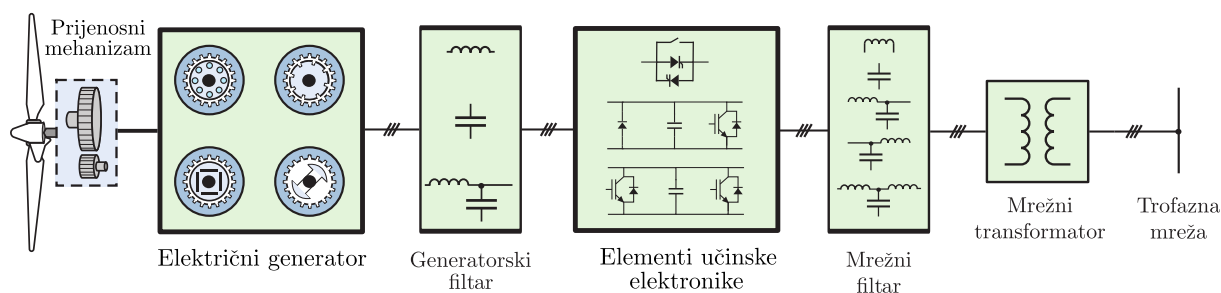 Prijenosni
mehanizam
Električni generator
Generatorski
filtar
Elementi učinske
elektronike
Mrežni
filtar
Mrežni
transformator
Trofazna
mreža